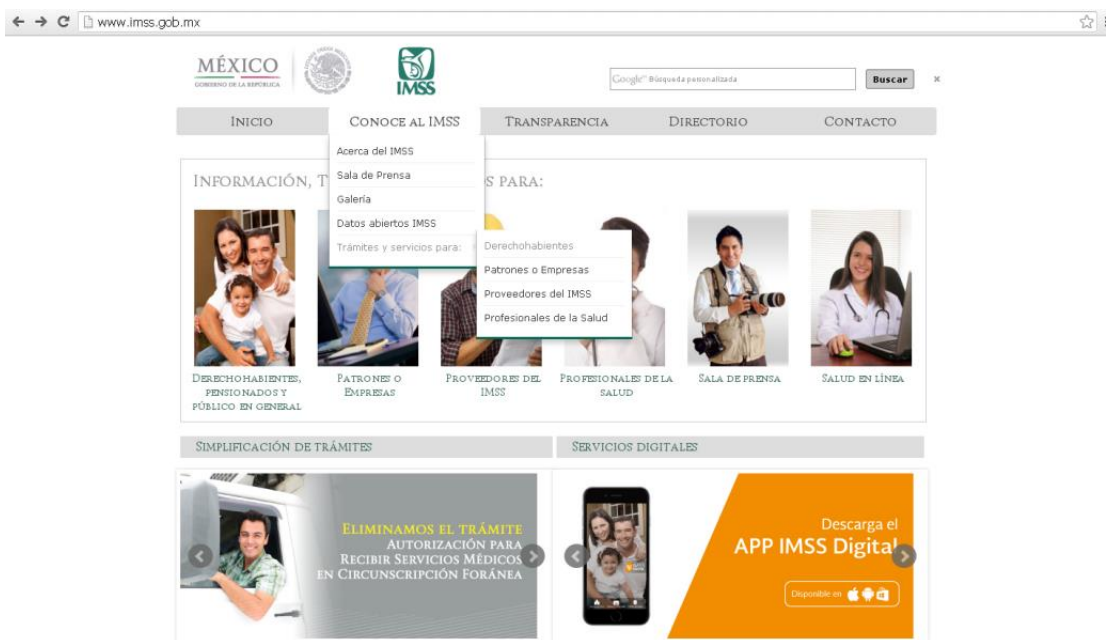 www.imss.gob.mx
MÉXICO
GOBIERNO DE LA REPÚBLICA
IMSS
Google™ Búsqueda personalizada
Buscar
INICIO
CONOCE AL IMSS
TRANSPARENCIA
DIRECTORIO
CONTACTO
Acerca del IMSS
Sala de Prensa
Galería
Datos abiertos IMSS
Trámites y servicios para:
Derechohabientes
Patrones o Empresas
Proveedores del IMSS
Profesionales de la Salud
INFORMACIÓN, T
S PARA:
DERECHOHABIENTES,
PENSIONADOS Y
PÚBLICO EN GENERAL
PATRONES O
EMPRESAS
PROVEEDORES DEL
IMSS
PROFESIONALES DE LA
SALUD
SALA DE PRENSA
SALUD EN LÍNEA
SIMPLIFICACIÓN DE TRÁMITES
SERVICIOS DIGITALES
ELIMINAMOS EL TRÁMITE
AUTORIZACIÓN PARA
RECIBIR SERVICIOS MÉDICOS
EN CIRCUNSCRIPCIÓN FORÁNEA
Descarga el
APP IMSS Digital
Disponible en